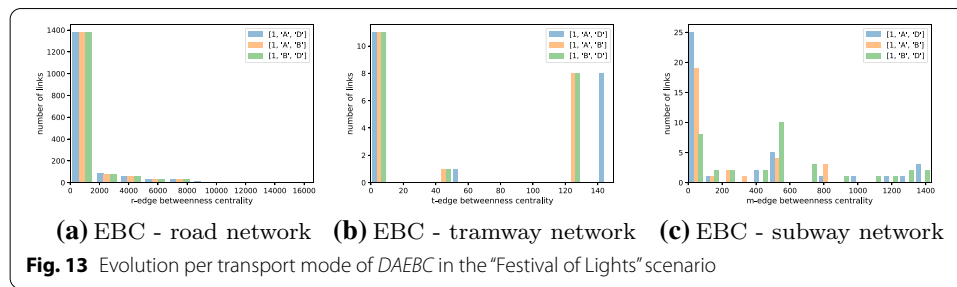 1400
1200
1000
800
600
400
200
0
number of links
[1, 'A', 'D']
[1, 'A', 'B']
[1, 'B', 'D']
0 2000 4000 6000 8000 10000 12000 14000 16000
r-edge betweenness centrality
10
8
6
4
2
0
number of links
[1, 'A', 'D']
[1, 'A', 'B']
[1, 'B', 'D']
0 20 40 60 80 100 120 140
t-edge betweenness centrality
25
20
15
10
5
0
number of links
[1, 'A', 'D']
[1, 'A', 'B']
[1, 'B', 'D']
0 200 400 600 800 1000 1200 1400
m-edge betweenness centrality
(a) EBC - road network (b) EBC - tramway network (c) EBC - subway network
Fig. 13 Evolution per transport mode of DAEBC in the “Festival of Lights” scenario